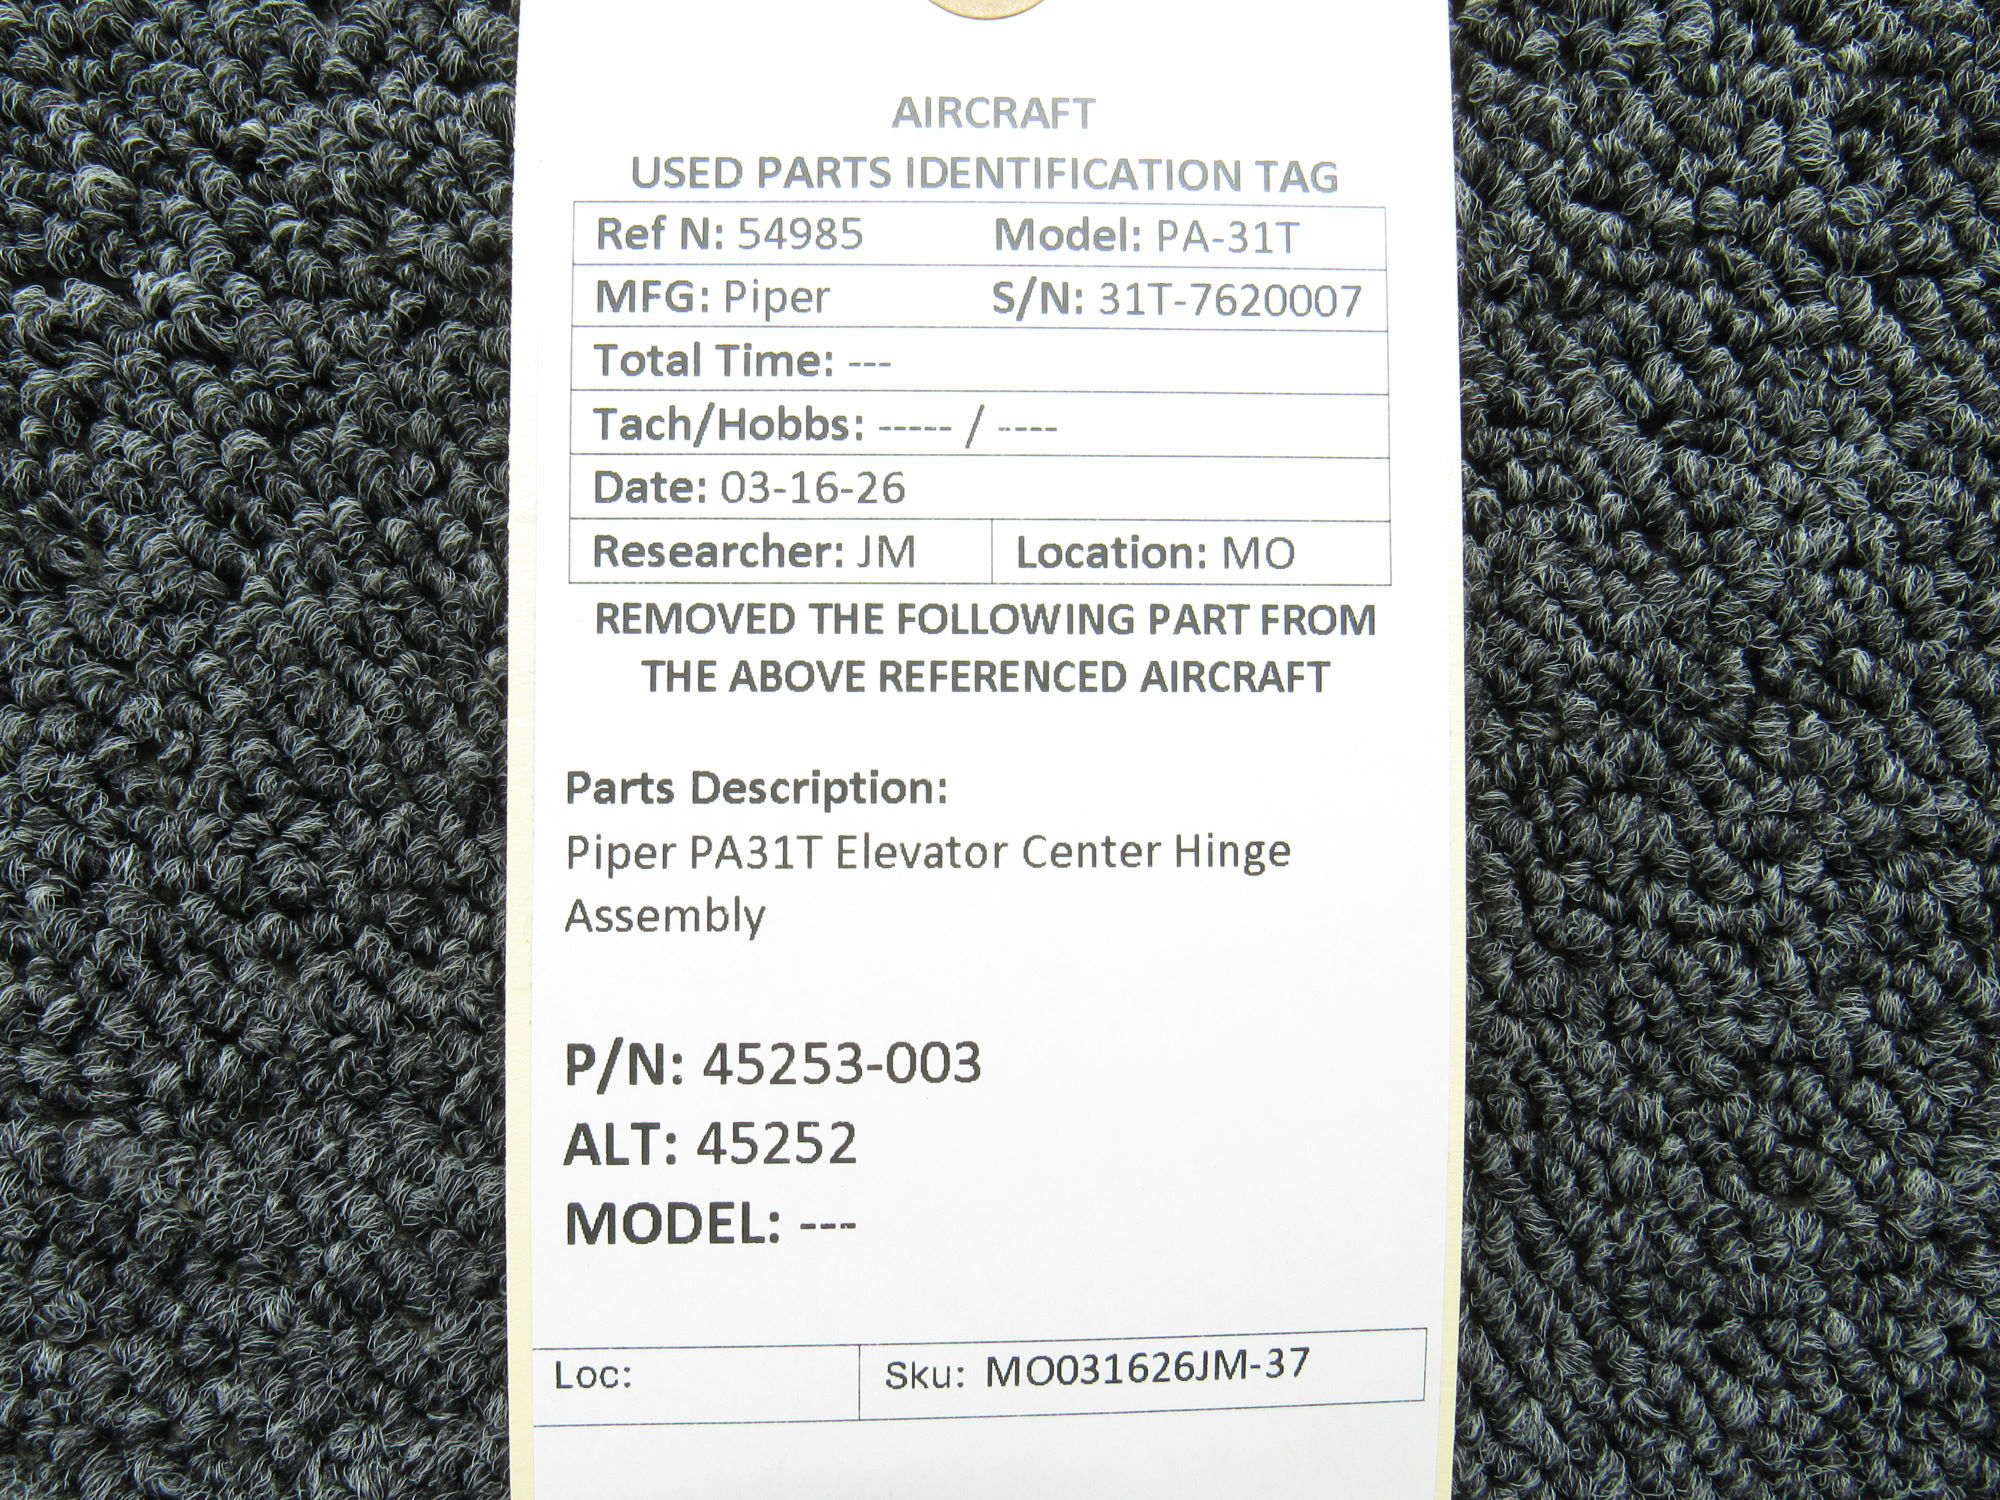 AIRCRAFT
USED PARTS IDENTIFICATION TAG
Ref N: 54985 Model: PA-31T
MFG: Piper S/N: 31T-7620007
Total Time: ---
Tach/Hobbs: ----- / ----
Date: 03-16-26
Researcher: JM Location: MO
REMOVED THE FOLLOWING PART FROM
THE ABOVE REFERENCED AIRCRAFT
Parts Description:
Piper PA31T Elevator Center Hinge
Assembly
P/N: 45253-003
ALT: 45252
MODEL: ---
Loc: Sku: MO031626JM-37